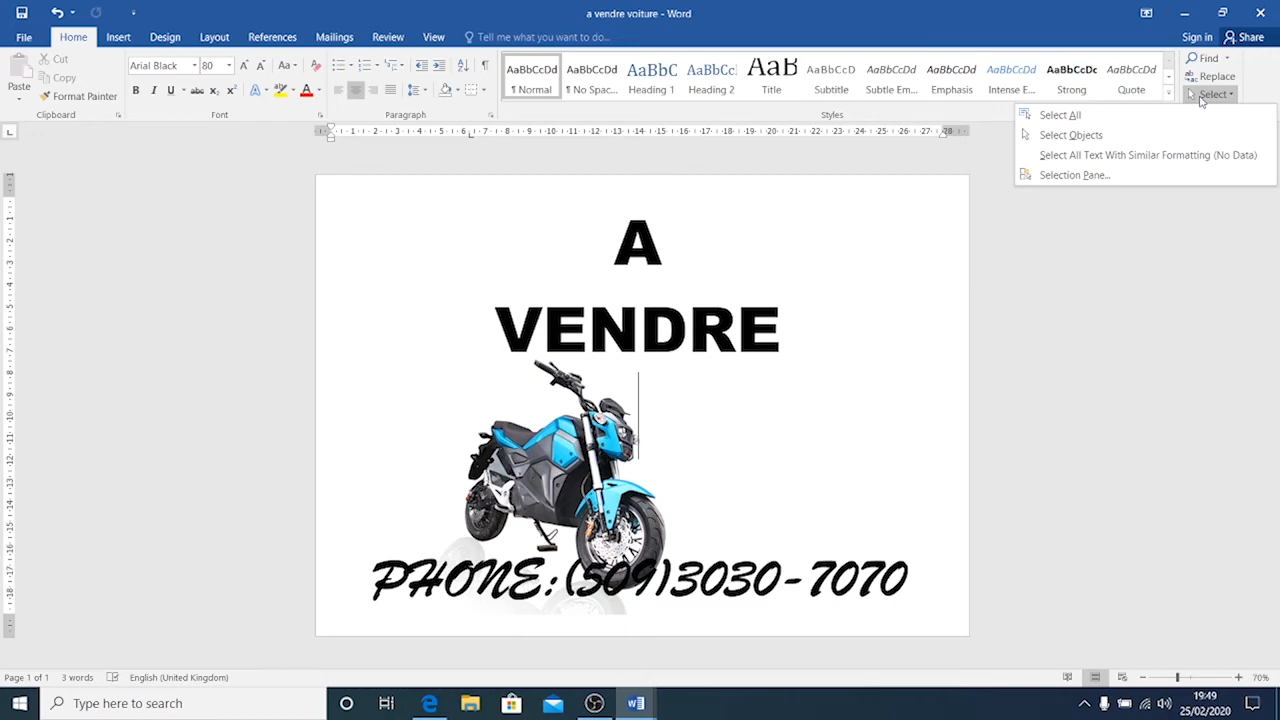 a vendre voiture - Word
File
Home
Insert
Design
Layout
References
Mailings
Review
View
Tell me what you want to do...
Sign in
Share
Paste
Cut
Copy
Format Painter
Clipboard
Arial Black
80
Font
Paragraph
AaBbCcDd
¶ Normal
AaBbCcDd
¶ No Spac...
AaBbC
Heading 1
AaBbCc
Heading 2
AaB
Title
AaBbCcD
Subtitle
AaBbCcDd
Subtle Em...
AaBbCcDd
Emphasis
AaBbCcDd
Intense E...
AaBbCcDc
Strong
AaBbCcDd
Quote
Styles
Find
Replace
Select
Select All
Select Objects
Select All Text With Similar Formatting (No Data)
Selection Pane...
A
VENDRE
PHONE:(509)3030-7070
Page 1 of 1
3 words
English (United Kingdom)
70%
Type here to search
19:49
25/02/2020